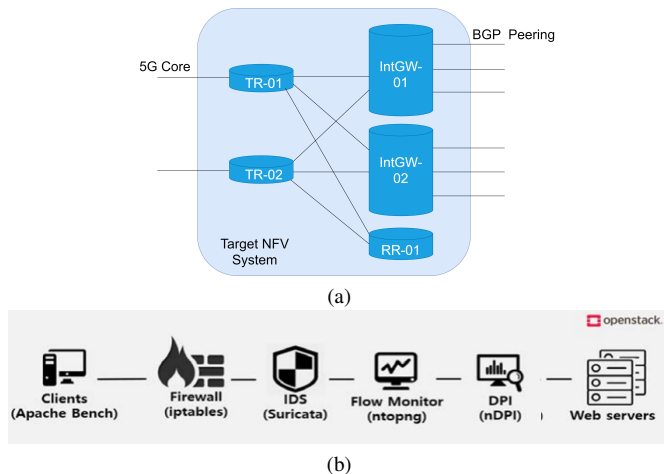 BGP Peering
5G Core
TR-01
IntGW-
01
TR-02
IntGW-
02
RR-01
Target NFV
System
(a)
openstack.
Clients
(Apache Bench)
Firewall
(iptables)
IDS
(Suricata)
Flow Monitor
(ntopng)
DPI
(nDPI)
)
Web servers
(b)